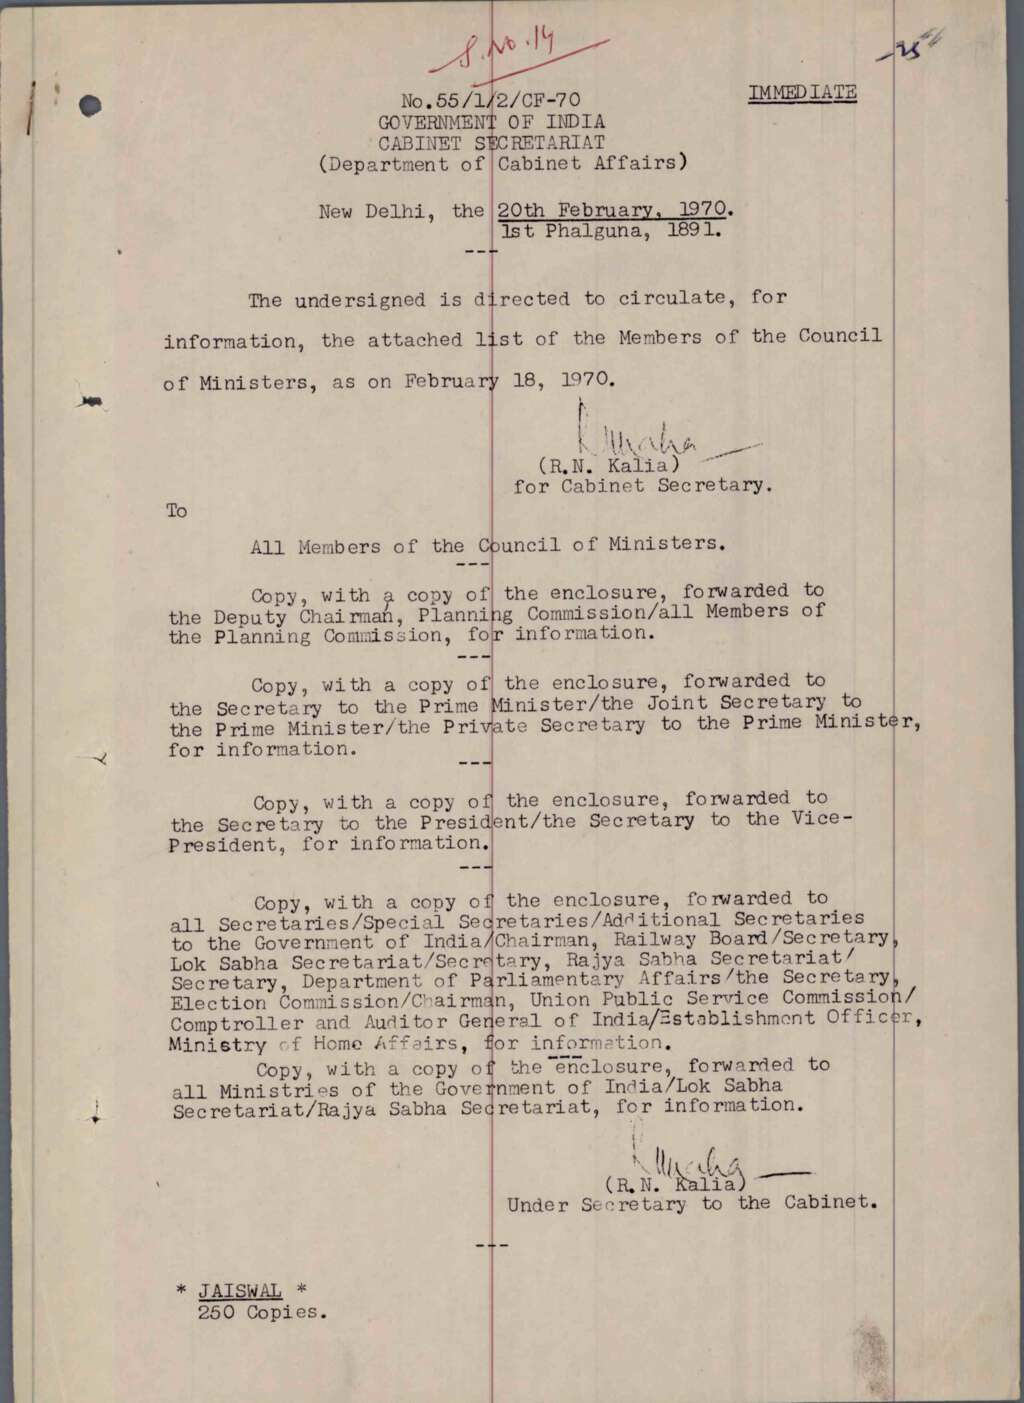 S.No.14
25
No.55/1/2/CF-70
IMMEDIATE
GOVERNMENT OF INDIA
CABINET SECRETARIAT
(Department of Cabinet Affairs)
New Delhi, the 20th February, 1970.
1st Phalguna, 1891.
---
The undersigned is directed to circulate, for
information, the attached list of the Members of the Council
of Ministers, as on February 18, 1970.
(R.N. Kalia)
for Cabinet Secretary.
To
All Members of the Council of Ministers.
---
Copy, with a copy of the enclosure, forwarded to
the Deputy Chairman, Planning Commission/all Members of
the Planning Commission, for information.
---
Copy, with a copy of the enclosure, forwarded to
the Secretary to the Prime Minister/the Joint Secretary to
the Prime Minister/the Private Secretary to the Prime Minister,
for information.
---
Copy, with a copy of the enclosure, forwarded to
the Secretary to the President/the Secretary to the Vice-
President, for information.
---
Copy, with a copy of the enclosure, forwarded to
all Secretaries/Special Secretaries/Additional Secretaries
to the Government of India/Chairman, Railway Board/Secretary,
Lok Sabha Secretariat/Secretary, Rajya Sabha Secretariat/
Secretary, Department of Parliamentary Affairs/the Secretary,
Election Commission/Chairman, Union Public Service Commission/
Comptroller and Auditor General of India/Establishment Officer,
Ministry of Home Affairs, for information.
---
Copy, with a copy of the enclosure, forwarded to
all Ministries of the Government of India/Lok Sabha
Secretariat/Rajya Sabha Secretariat, for information.
(R.N. Kalia)
Under Secretary to the Cabinet.
---
* JAISWAL *
250 Copies.